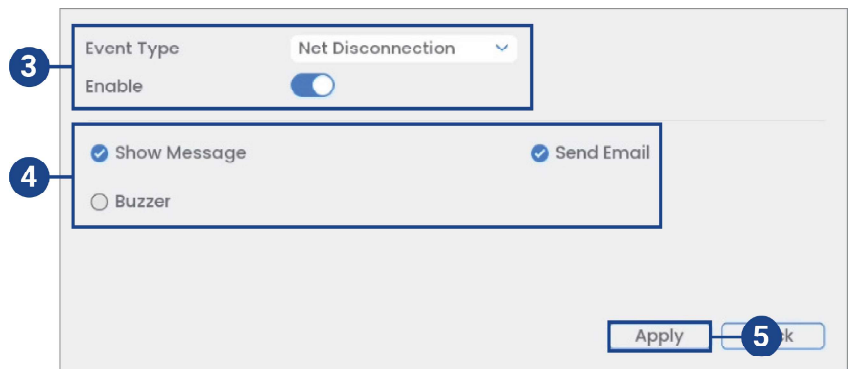 3
Event Type Net Disconnection
Enable
4
Show Message Send Email
Buzzer
Apply 5 k